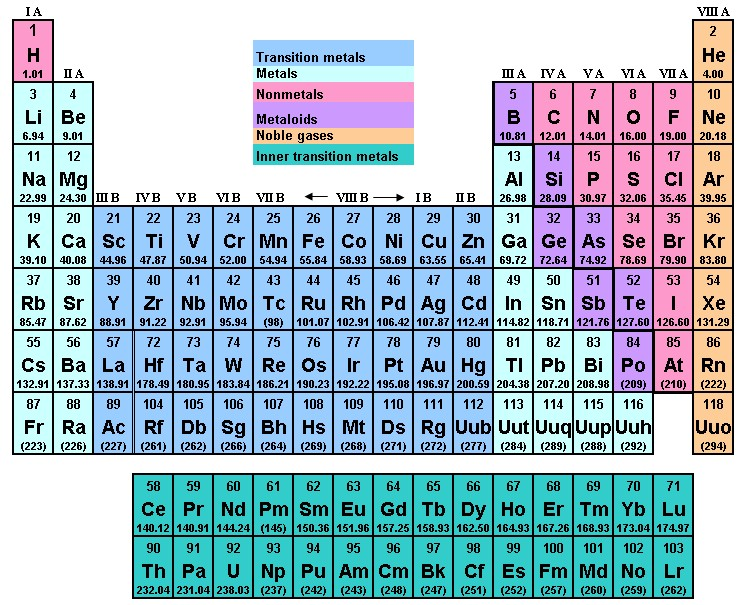 I A VIII A
1 2
H He
1.01 4.00
Transition metals
Metals
Nonmetals
Metaloids
Noble gases
Inner transition metals
II A III A IV A V A VI A VII A
3 4 5 6 7 8 9 10
Li Be B C N O F Ne
6.94 9.01 10.81 12.01 14.01 16.00 19.00 20.18
11 12 13 14 15 16 17 18
Na Mg Al Si P S Cl Ar
22.99 24.30 26.98 28.09 30.97 32.06 35.45 39.95
III B IV B V B VI B VII B ← VIII B → I B II B
19 20 21 22 23 24 25 26 27 28 29 30 31 32 33 34 35 36
K Ca Sc Ti V Cr Mn Fe Co Ni Cu Zn Ga Ge As Se Br Kr
39.10 40.08 44.96 47.87 50.94 52.00 54.94 55.84 58.93 58.69 63.55 65.41 69.72 72.64 74.92 78.69 79.90 83.80
37 38 39 40 41 42 43 44 45 46 47 48 49 50 51 52 53 54
Rb Sr Y Zr Nb Mo Tc Ru Rh Pd Ag Cd In Sn Sb Te I Xe
85.47 87.62 88.91 91.22 92.91 95.94 (98) 101.07 102.91 106.42 107.87 112.41 114.82 118.71 121.76 127.60 126.60 131.29
55 56 57 72 73 74 75 76 77 78 79 80 81 82 83 84 85 86
Cs Ba La Hf Ta W Re Os Ir Pt Au Hg Tl Pb Bi Po At Rn
132.91 137.33 138.91 178.49 180.95 183.84 186.21 190.23 192.22 195.08 196.97 200.59 204.38 207.20 208.98 (209) (210) (222)
87 88 89 104 105 106 107 108 109 110 111 112 113 114 115 116 118
Fr Ra Ac Rf Db Sg Bh Hs Mt Ds Rg Uub Uut Uuq Uup Uuh Uuo
(223) (226) (227) (261) (262) (266) (264) (269) (268) (271) (272) (277) (284) (289) (288) (292) (294)
58 59 60 61 62 63 64 65 66 67 68 69 70 71
Ce Pr Nd Pm Sm Eu Gd Tb Dy Ho Er Tm Yb Lu
140.12 140.91 144.24 (145) 150.36 151.96 157.25 158.93 162.50 164.93 167.26 168.93 173.04 174.97
90 91 92 93 94 95 96 97 98 99 100 101 102 103
Th Pa U Np Pu Am Cm Bk Cf Es Fm Md No Lr
232.04 231.04 238.03 (237) (242) (243) (248) (247) (251) (252) (257) (260) (259) (262)